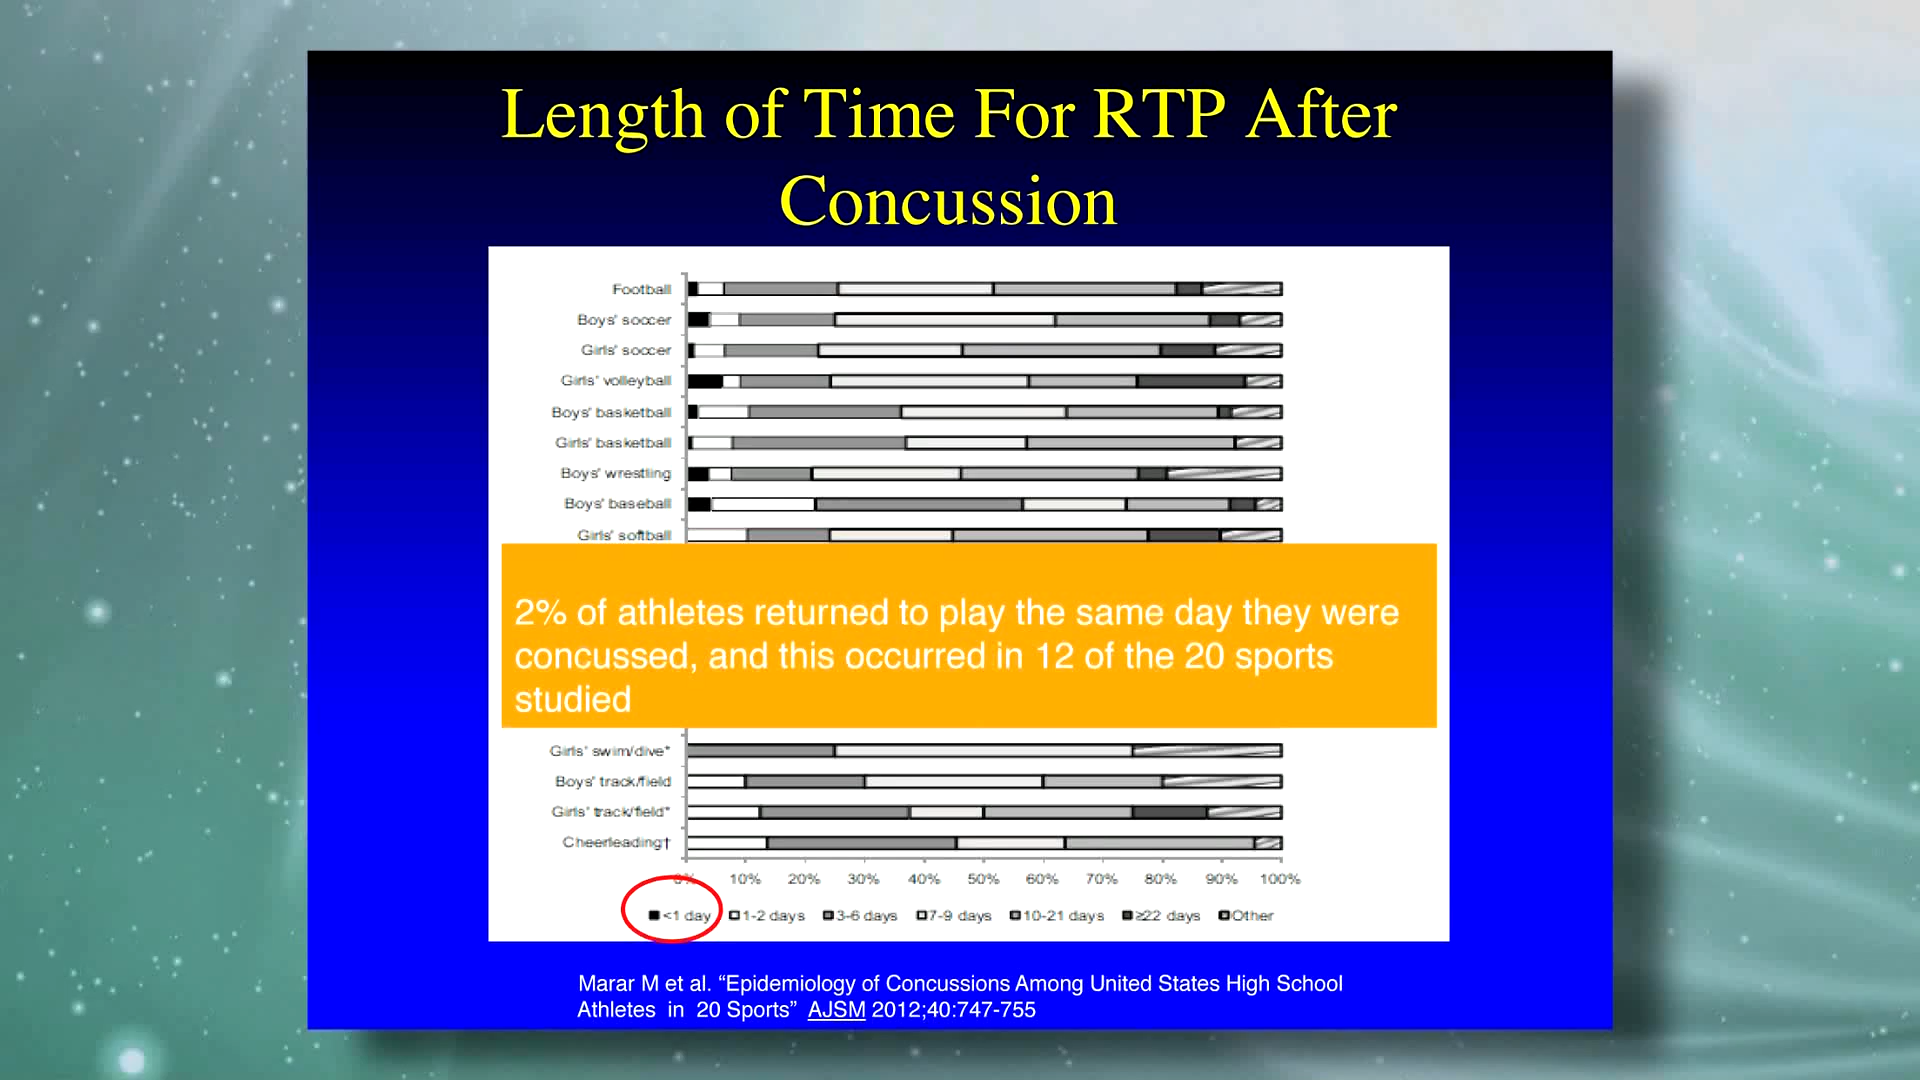 Length of Time For RTP After
Concussion
Football
Boys' soccer
Girls' soccer
Girls' volleyball
Boys' basketball
Girls' basketball
Boys' wrestling
Boys' baseball
Girls' softball
2% of athletes returned to play the same day they were
concussed, and this occurred in 12 of the 20 sports
studied
Girls' swim/dive*
Boys' track/field
Girls' track/field*
Cheerleading†
0% 10% 20% 30% 40% 50% 60% 70% 80% 90% 100%
<1 day 1-2 days 3-6 days 7-9 days 10-21 days ≥22 days Other
Marar M et al. “Epidemiology of Concussions Among United States High School
Athletes in 20 Sports” AJSM 2012;40:747-755